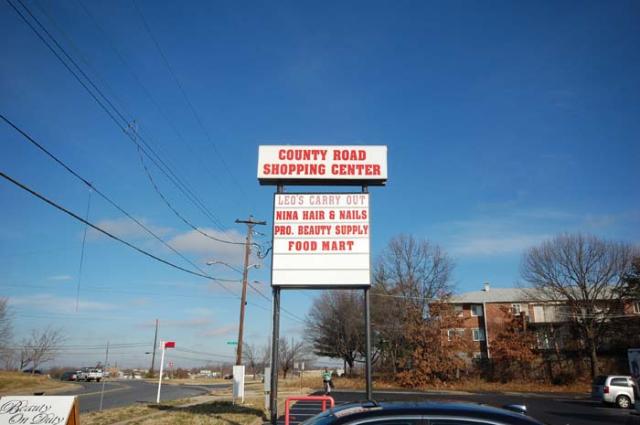 COUNTY ROAD
SHOPPING CENTER
LEO'S CARRY OUT
NINA HAIR & NAILS
PRO. BEAUTY SUPPLY
FOOD MART
Beauty
On Duty